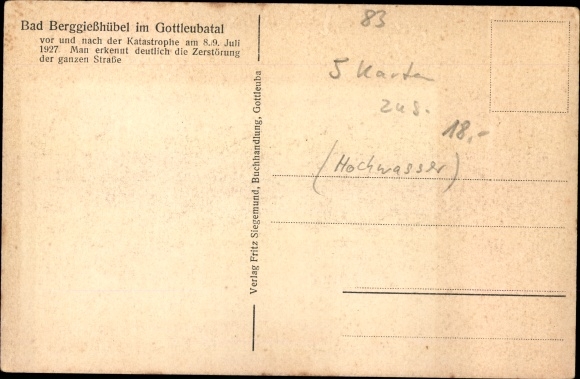 Bad Berggießhübel im Gottleubatal
vor und nach der Katastrophe am 8./9. Juli
1927 Man erkennt deutlich die Zerstörung
der ganzen Straße
Verlag Fritz Siegemund, Buchhandlung, Gottleuba
83
5 Karten
zus.
18,-
(Hochwasser)